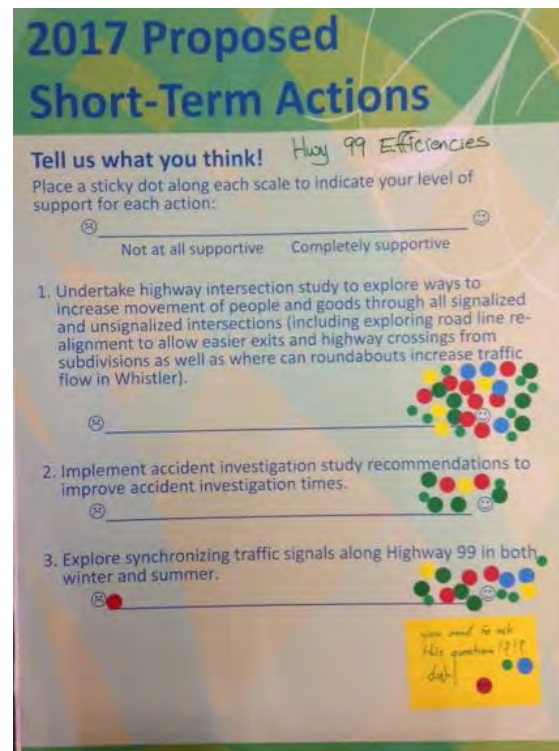 2017 Proposed
Short-Term Actions
Hwy 99 Efficiencies
Tell us what you think!
Place a sticky dot along each scale to indicate your level of
support for each action:
Not at all supportive Completely supportive
1. Undertake highway intersection study to explore ways to
increase movement of people and goods through all signalized
and unsignalized intersections (including exploring road line re-
alignment to allow easier exits and highway crossings from
subdivisions as well as where can roundabouts increase traffic
flow in Whistler).
2. Implement accident investigation study recommendations to
improve accident investigation times.
3. Explore synchronizing traffic signals along Highway 99 in both
winter and summer.
you need to ask
this question !?!?
duh!